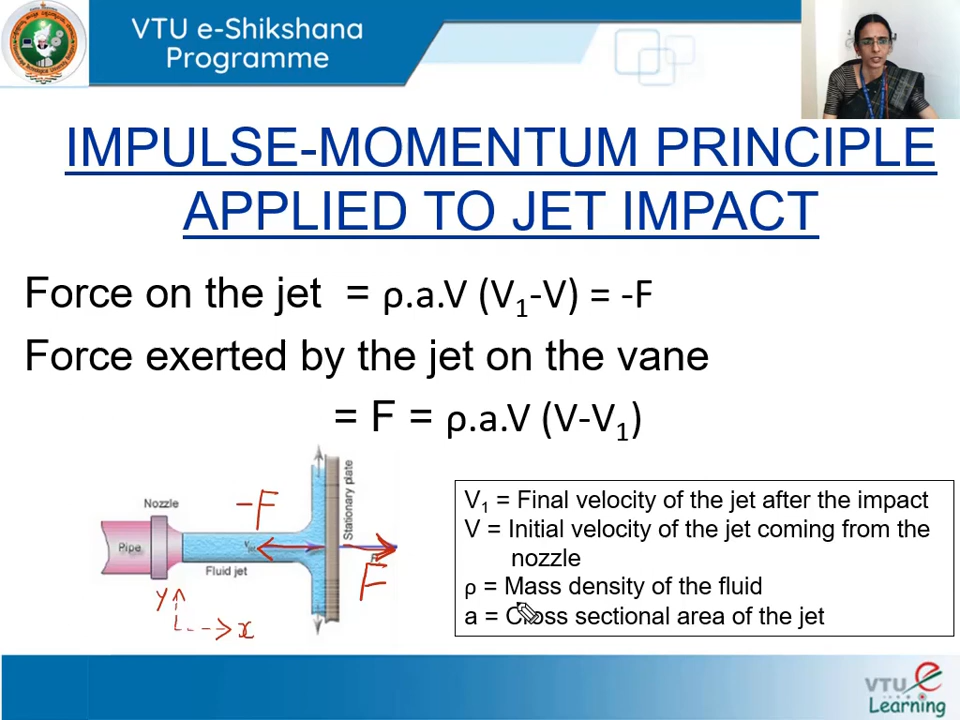 VTU e-Shikshana
Programme
IMPULSE-MOMENTUM PRINCIPLE
APPLIED TO JET IMPACT
Force on the jet = ρ.a.V (V₁-V) = -F
Force exerted by the jet on the vane
= F = ρ.a.V (V-V₁)
-F
Nozzle
Pipe
Fluid jet
Stationary plate
F
y
x
V₁ = Final velocity of the jet after the impact
V = Initial velocity of the jet coming from the
nozzle
ρ = Mass density of the fluid
a = Cross sectional area of the jet
VTU e
Learning